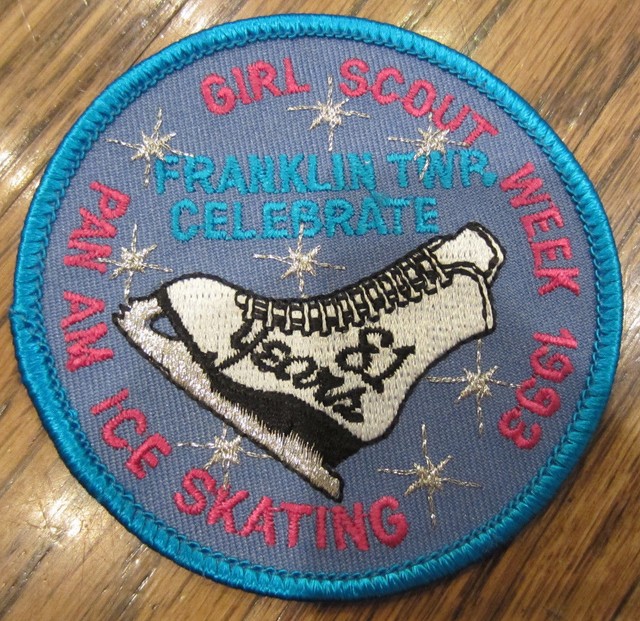 GIRL SCOUT WEEK 1993
FRANKLIN TWP.
CELEBRATE
81
Years
PAN AM ICE SKATING